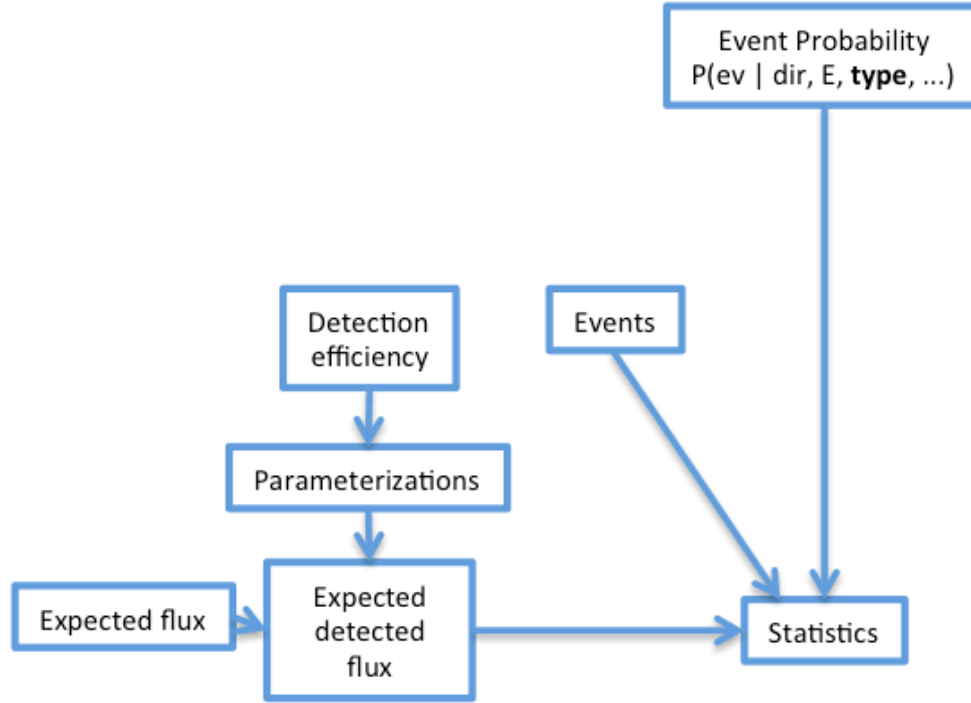 Event Probability
P(ev | dir, E, type, ...)
Detection
efficiency
Events
Parameterizations
Expected flux
Expected
detected
flux
Statistics